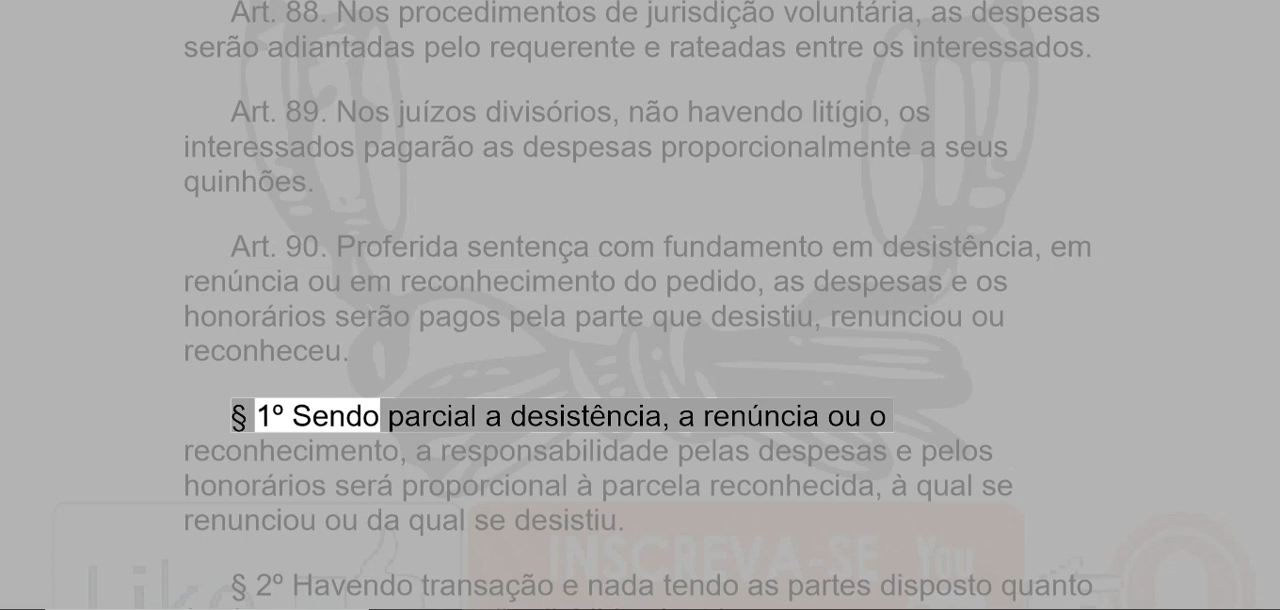 Art. 88. Nos procedimentos de jurisdição voluntária, as despesas
serão adiantadas pelo requerente e rateadas entre os interessados.
Art. 89. Nos juízos divisórios, não havendo litígio, os
interessados pagarão as despesas proporcionalmente a seus
quinhões.
Art. 90. Proferida sentença com fundamento em desistência, em
renúncia ou em reconhecimento do pedido, as despesas e os
honorários serão pagos pela parte que desistiu, renunciou ou
reconheceu.
§ 1º Sendo parcial a desistência, a renúncia ou o
reconhecimento, a responsabilidade pelas despesas e pelos
honorários será proporcional à parcela reconhecida, à qual se
renunciou ou da qual se desistiu.
INSCREVA-SE You
Like
§ 2º Havendo transação e nada tendo as partes disposto quanto